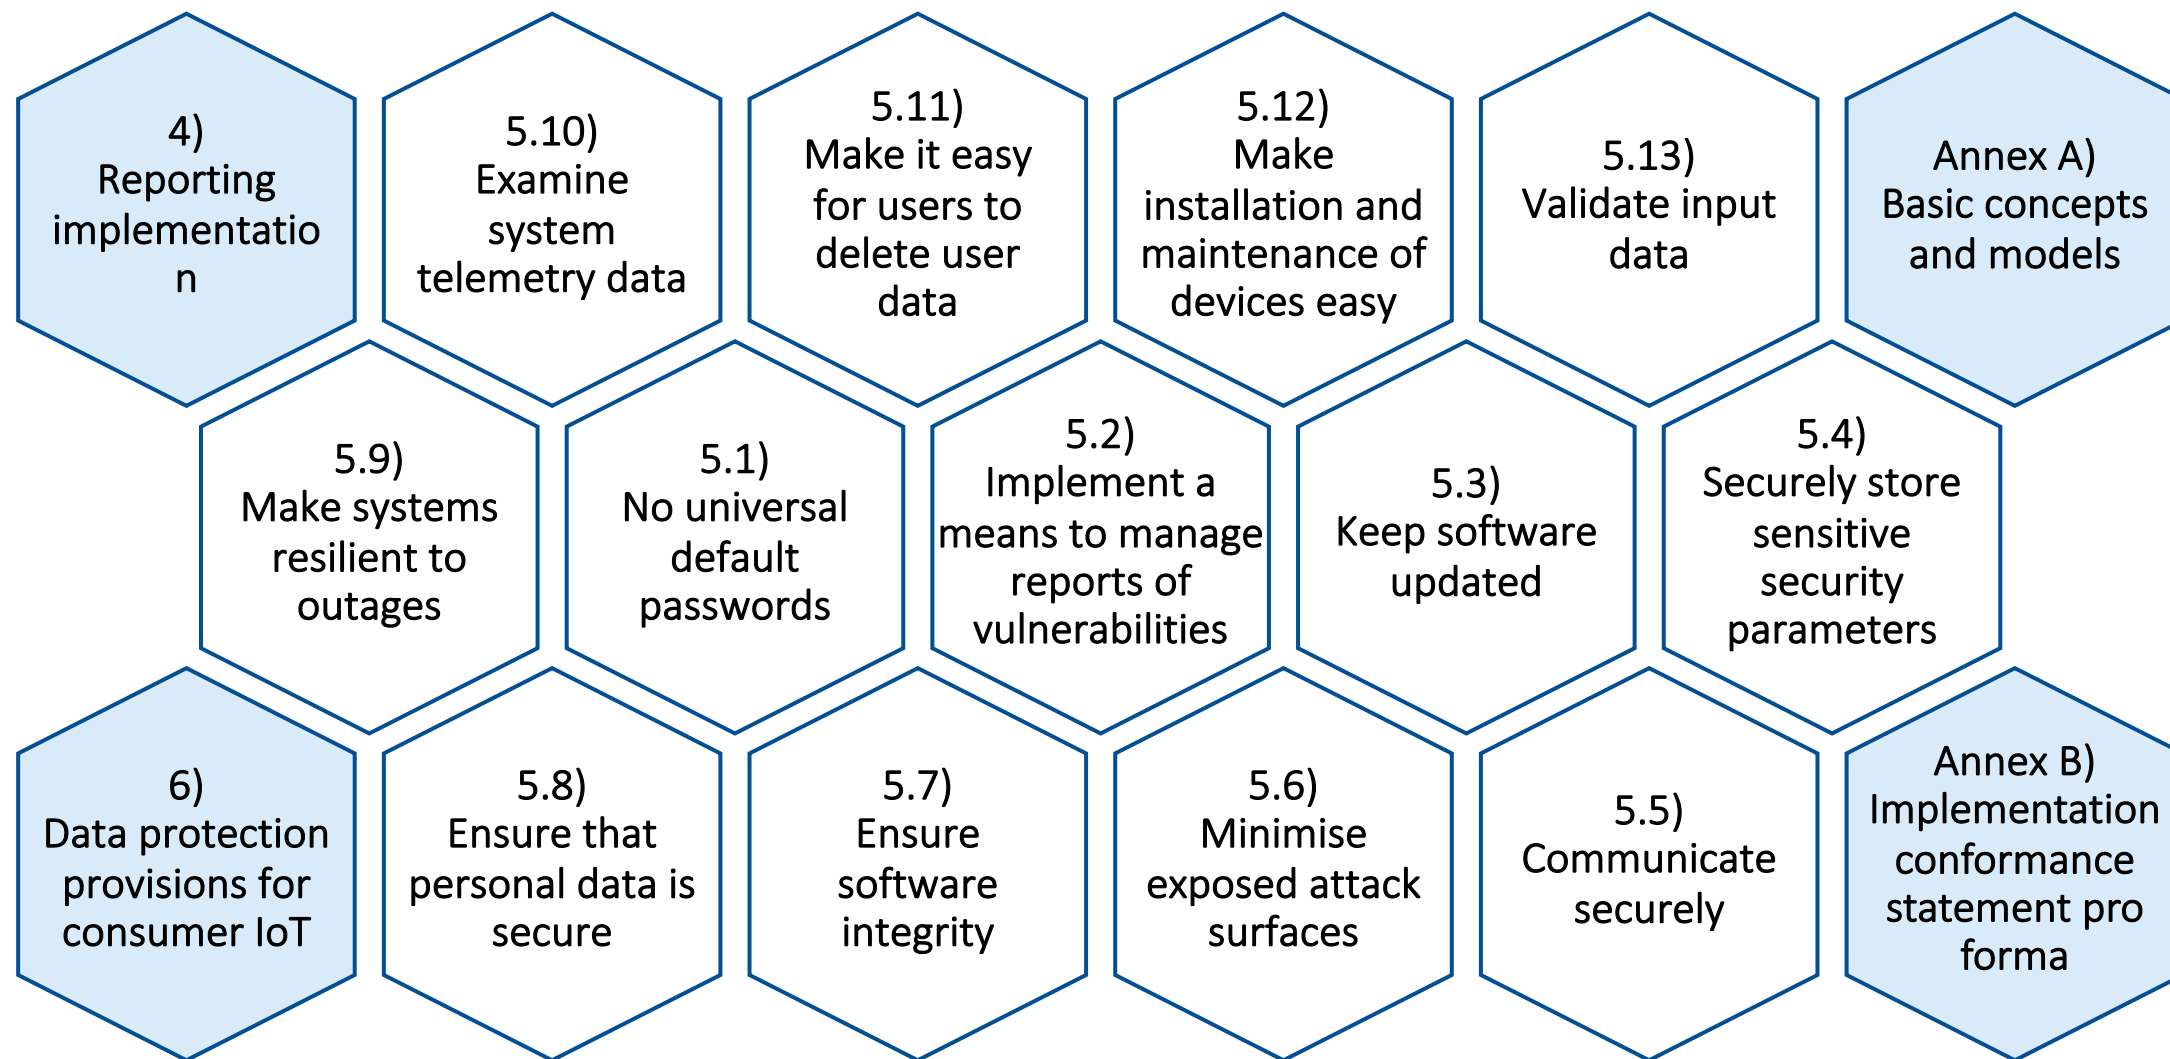 4)
Reporting
implementatio
n
5.10)
Examine
system
telemetry data
5.11)
Make it easy
for users to
delete user
data
5.12)
Make
installation and
maintenance of
devices easy
5.13)
Validate input
data
Annex A)
Basic concepts
and models
5.9)
Make systems
resilient to
outages
5.1)
No universal
default
passwords
5.2)
Implement a
means to manage
reports of
vulnerabilities
5.3)
Keep software
updated
5.4)
Securely store
sensitive
security
parameters
6)
Data protection
provisions for
consumer IoT
5.8)
Ensure that
personal data is
secure
5.7)
Ensure
software
integrity
5.6)
Minimise
exposed attack
surfaces
5.5)
Communicate
securely
Annex B)
Implementation
conformance
statement pro
forma